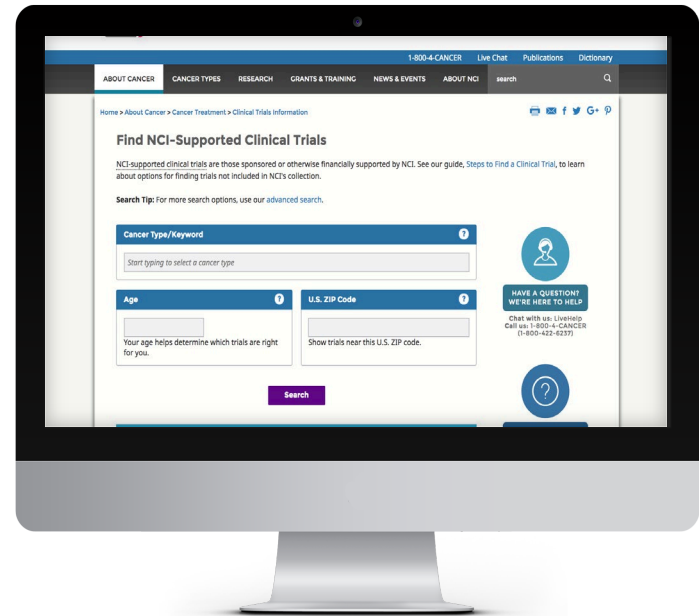 1-800-4-CANCER Live Chat Publications Dictionary
ABOUT CANCER CANCER TYPES RESEARCH GRANTS & TRAINING NEWS & EVENTS ABOUT NCI search
Home > About Cancer > Cancer Treatment > Clinical Trials Information
Find NCI-Supported Clinical Trials
NCI-supported clinical trials are those sponsored or otherwise financially supported by NCI. See our guide, Steps to Find a Clinical Trial, to learn
about options for finding trials not included in NCI's collection.
Search Tip: For more search options, use our advanced search.
Cancer Type/Keyword ?
Start typing to select a cancer type
Age ?
Your age helps determine which trials are right
for you.
U.S. ZIP Code ?
Show trials near this U.S. ZIP code.
Search
HAVE A QUESTION?
WE'RE HERE TO HELP
Chat with us: LiveHelp
Call us: 1-800-4-CANCER
(1-800-422-6237)
?